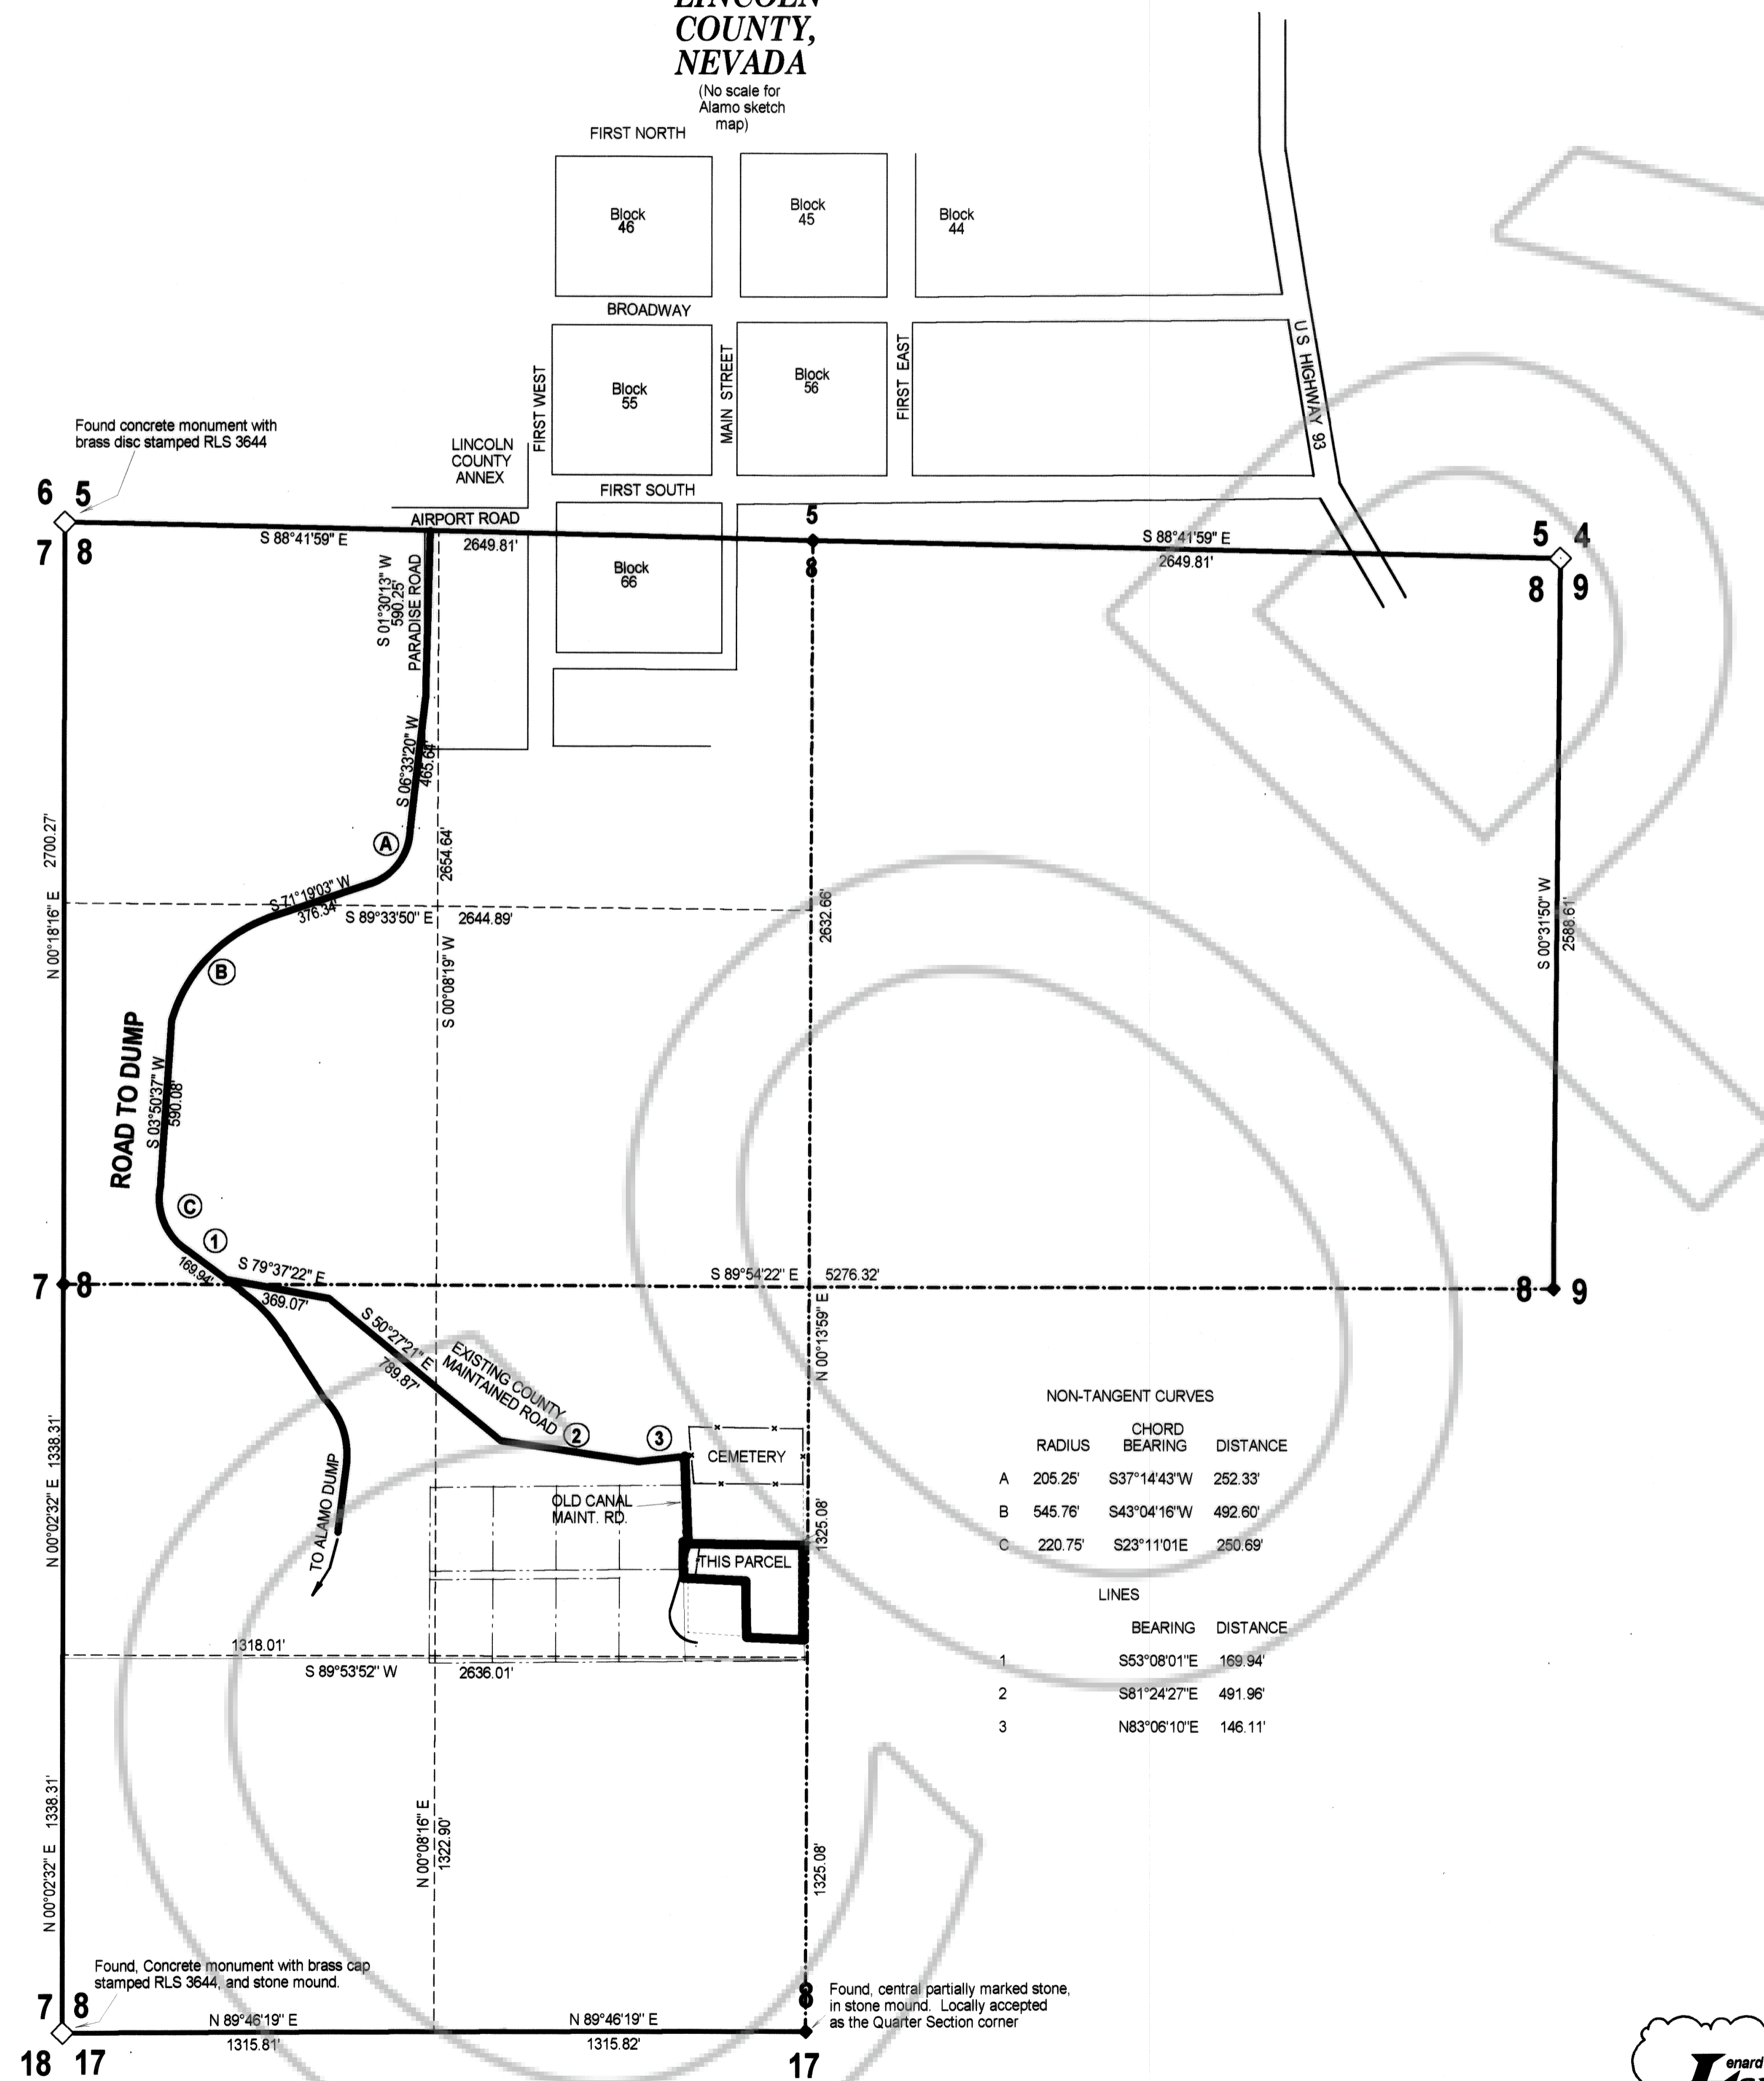 LINCOLN
COUNTY,
NEVADA
(No scale for
Alamo sketch
map)
FIRST NORTH
Block
46
Block
45
Block
44
BROADWAY
Block
55
Block
56
FIRST WEST
MAIN STREET
FIRST EAST
US HIGHWAY 93
LINCOLN
COUNTY
ANNEX
FIRST SOUTH
Found concrete monument with
brass disc stamped RLS 3644
6 5
7 8
AIRPORT ROAD
S 88°41'59" E
2649.81'
5
8
S 88°41'59" E
2649.81'
5 4
8 9
Block
66
S 01°30'13" W
590.25'
PARADISE ROAD
S 06°33'20" W
465.64'
A
2654.64'
N 00°18'16" E 2700.27'
S 71°19'03" W
376.34'
S 89°33'50" E 2644.89'
2632.66'
S 00°31'50" W
2588.61'
B
S 00°08'19" W
ROAD TO DUMP
S 03°50'37" W
590.08'
C
1
169.94'
S 79°37'22" E
369.07'
7 8
S 89°54'22" E 5276.32'
8 9
N 00°13'59" E
S 50°27'21" E
789.87'
EXISTING COUNTY
MAINTAINED ROAD
2
3
CEMETERY
N 00°02'32" E 1338.31'
TO ALAMO DUMP
OLD CANAL
MAINT. RD.
1325.08'
THIS PARCEL
NON-TANGENT CURVES
CHORD
RADIUS BEARING DISTANCE
A 205.25' S37°14'43"W 252.33'
B 545.76' S43°04'16"W 492.60'
C 220.75' S23°11'01E 250.69'
LINES
BEARING DISTANCE
1 S53°08'01"E 169.94'
2 S81°24'27"E 491.96'
3 N83°06'10"E 146.11'
1318.01'
S 89°53'52" W 2636.01'
N 00°02'32" E 1338.31'
N 00°08'16" E
1322.90'
1325.08'
Found, Concrete monument with brass cap
stamped RLS 3644, and stone mound.
7 8
18 17
N 89°46'19" E
1315.81'
N 89°46'19" E
1315.82'
8
17
Found, central partially marked stone,
in stone mound. Locally accepted
as the Quarter Section corner
enard